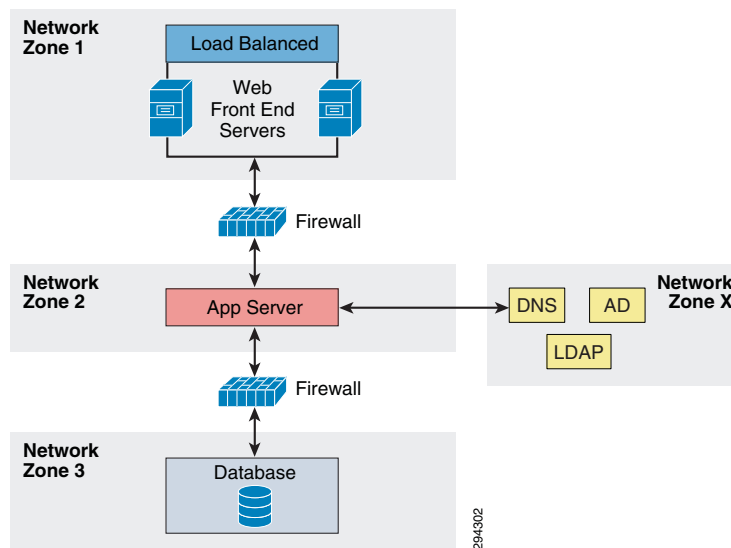 Network
Zone 1
Load Balanced
Web
Front End
Servers
Firewall
Network
Zone 2
App Server
Network
Zone X
DNS
AD
LDAP
Firewall
Network
Zone 3
Database
294302